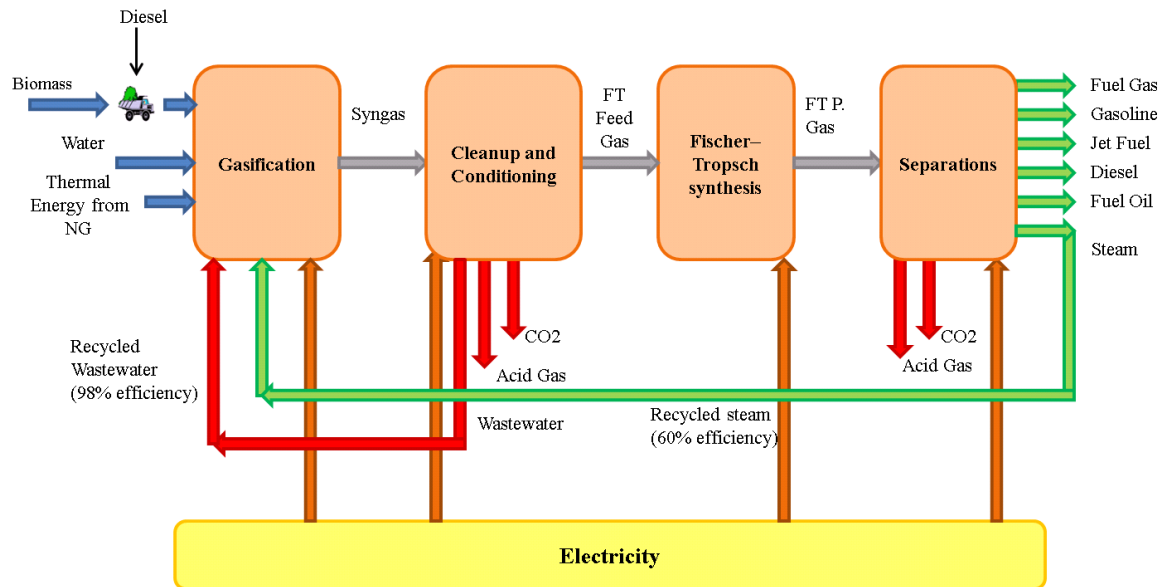 Diesel
Biomass
Water
Thermal
Energy from
NG
Gasification
Syngas
Cleanup and
Conditioning
FT
Feed
Gas
Fischer–
Tropsch
synthesis
FT P.
Gas
Separations
Fuel Gas
Gasoline
Jet Fuel
Diesel
Fuel Oil
Steam
Recycled
Wastewater
(98% efficiency)
CO2
Acid Gas
Wastewater
CO2
Acid Gas
Recycled steam
(60% efficiency)
Electricity